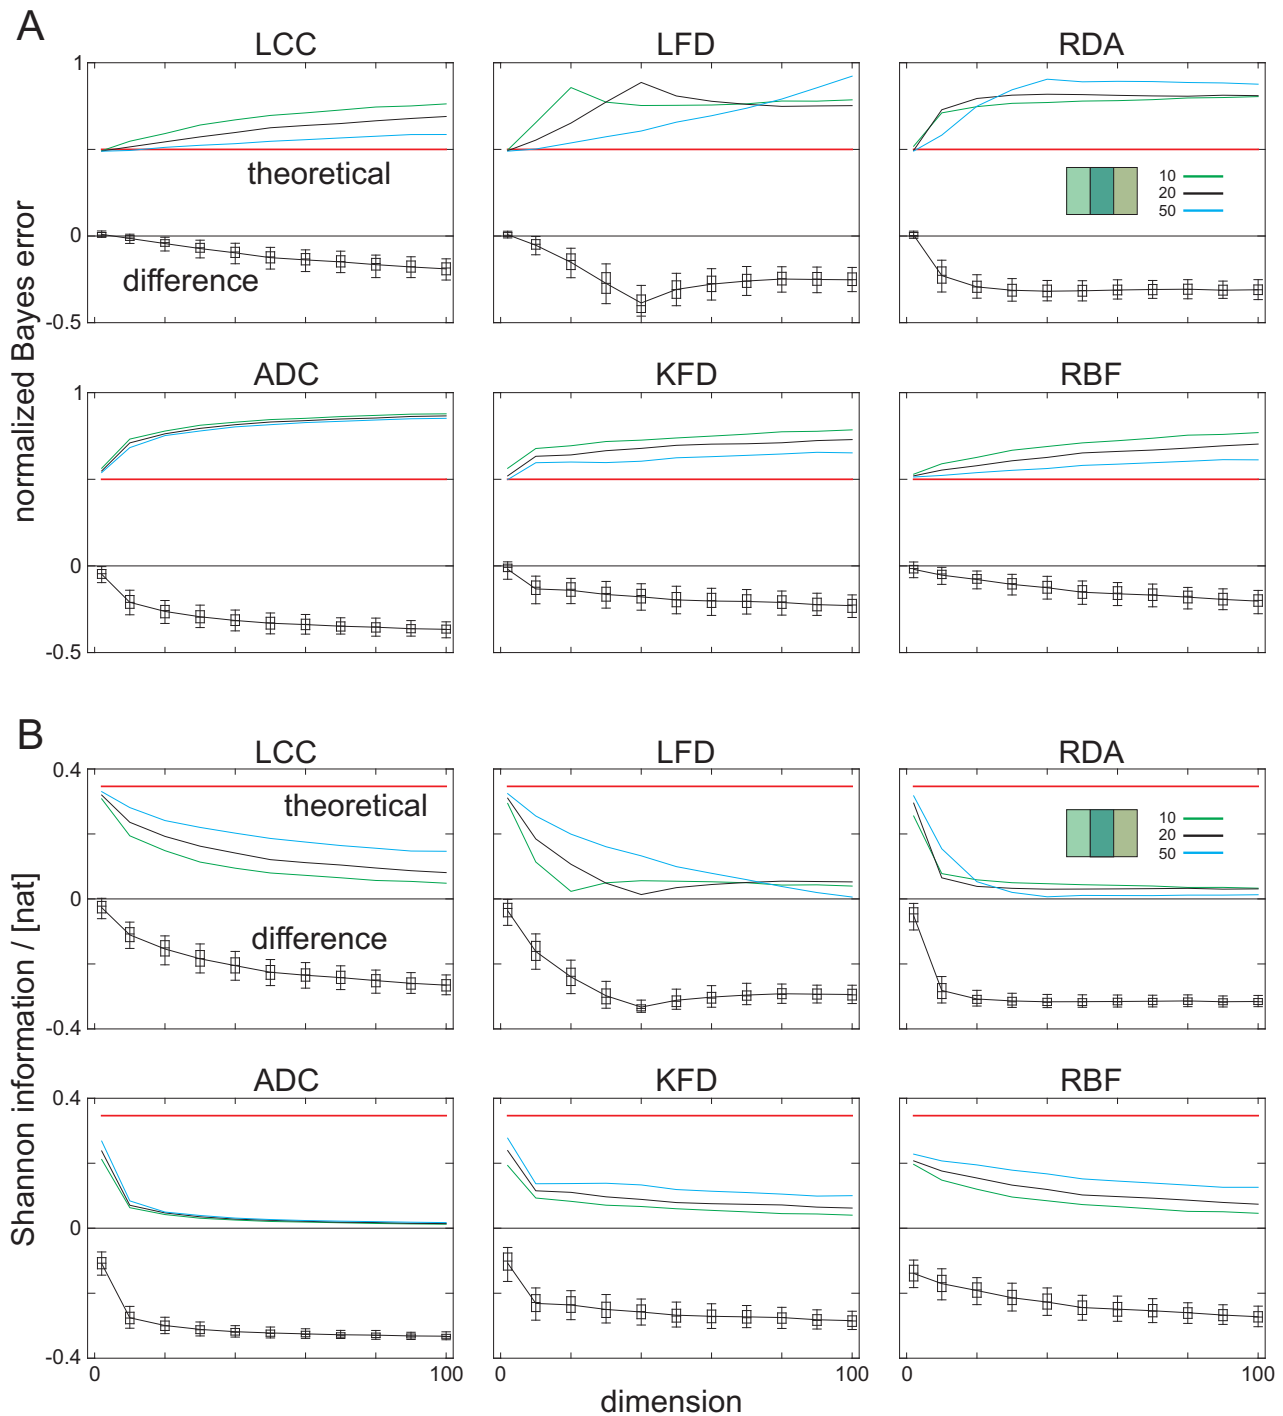 A
LCC LFD RDA
1
theoretical
10
20
50
0
difference
-0.5
normalized Bayes error
ADC KFD RBF
1
0
-0.5
B
LCC LFD RDA
0.4
theoretical
10
20
50
0
difference
-0.4
Shannon information / [nat]
ADC KFD RBF
0.4
0
-0.4
0 100 0 100 0 100
dimension